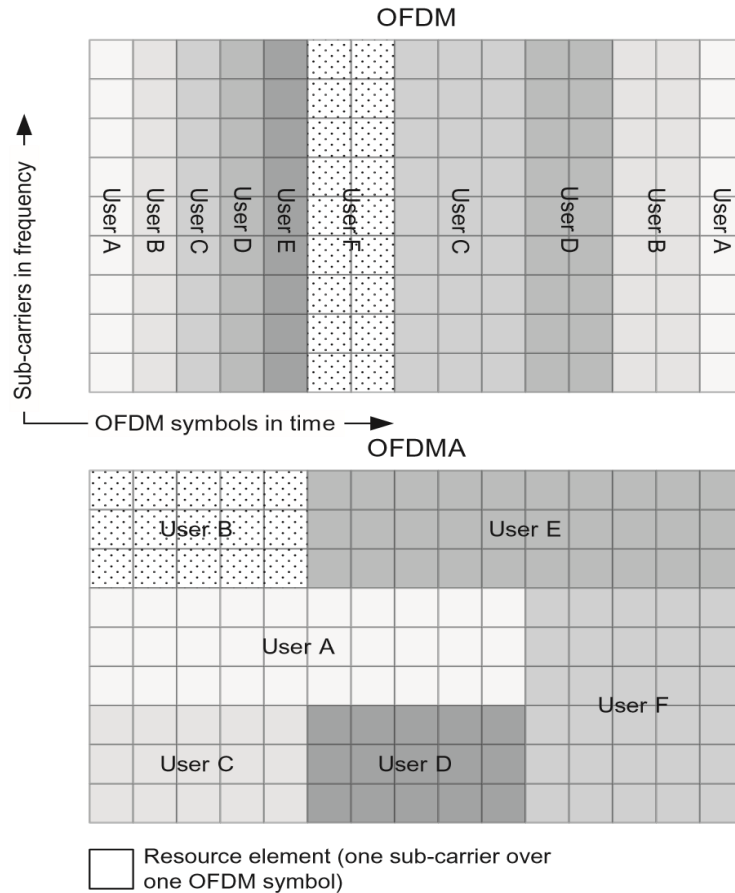 OFDM
Sub-carriers in frequency
User A
User B
User C
User D
User E
User F
User C
User D
User B
User A
OFDM symbols in time
OFDMA
User B
User E
User A
User F
User C
User D
Resource element (one sub-carrier over
one OFDM symbol)